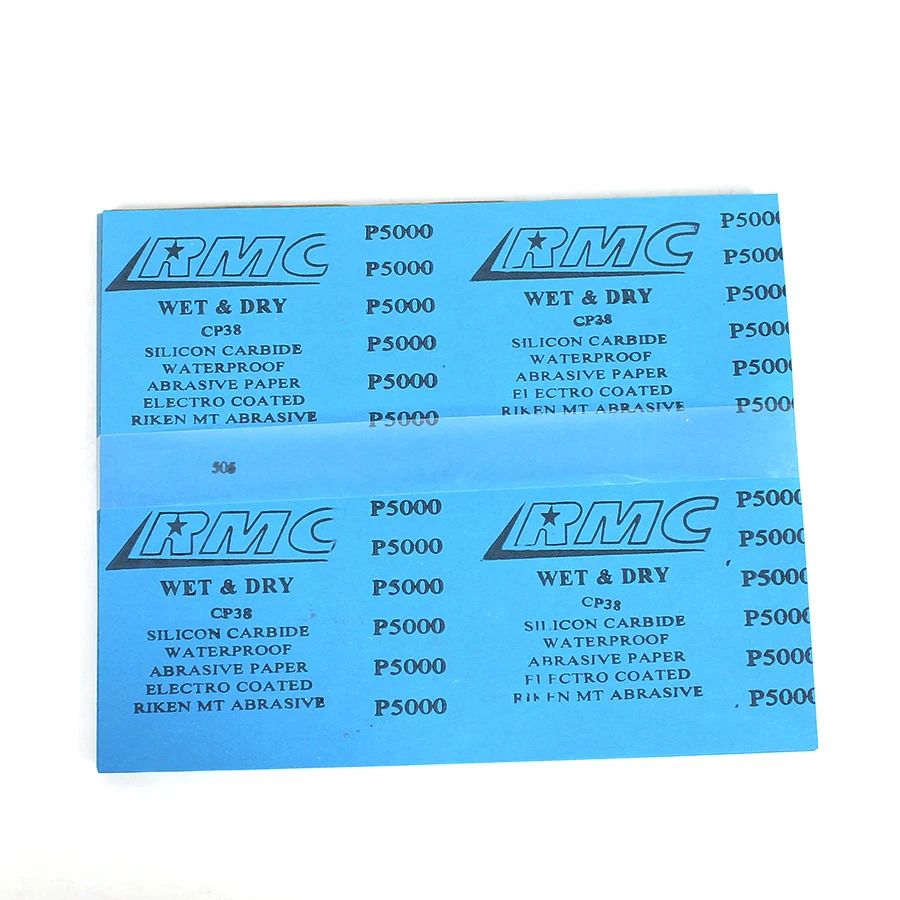 RMC
WET & DRY
CP38
SILICON CARBIDE
WATERPROOF
ABRASIVE PAPER
ELECTRO COATED
RIKEN MT ABRASIVE
P5000
P5000
P5000
P5000
P5000
P5000
RMC
WET & DRY
CP38
SILICON CARBIDE
WATERPROOF
ABRASIVE PAPER
ELECTRO COATED
RIKEN MT ABRASIVE
P5000
P5000
P5000
P5000
P5000
P5000
506
RMC
WET & DRY
CP38
SILICON CARBIDE
WATERPROOF
ABRASIVE PAPER
ELECTRO COATED
RIKEN MT ABRASIVE
P5000
P5000
P5000
P5000
P5000
P5000
RMC
WET & DRY
CP38
SILICON CARBIDE
WATERPROOF
ABRASIVE PAPER
ELECTRO COATED
RIKEN MT ABRASIVE
P5000
P5000
P5000
P5000
P5000
P5000